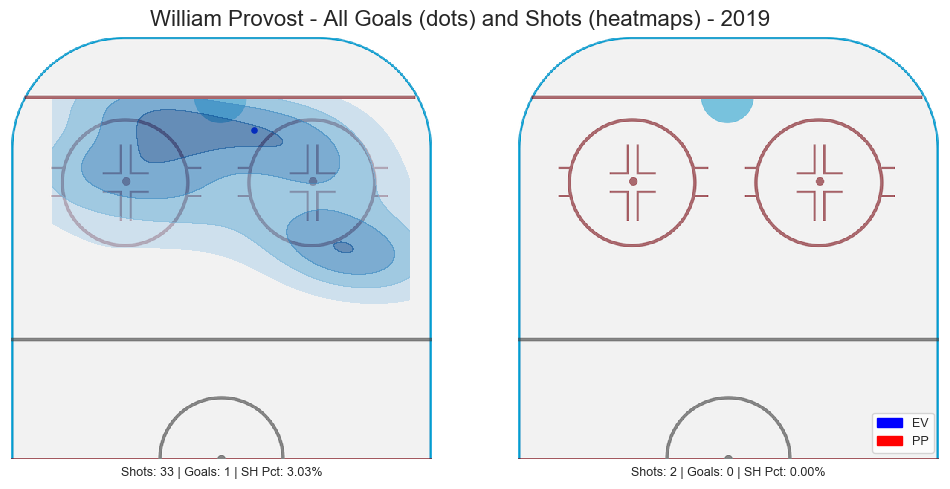 William Provost - All Goals (dots) and Shots (heatmaps) - 2019
EV
PP
Shots: 33 | Goals: 1 | SH Pct: 3.03%
Shots: 2 | Goals: 0 | SH Pct: 0.00%